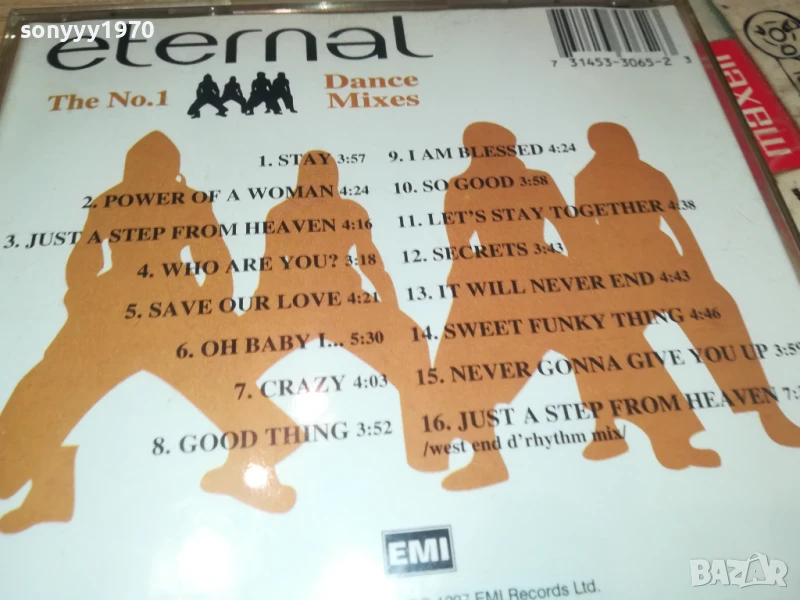 sonyyy1970
eternal
The No.1
Dance
Mixes
7 31453-3065-2 3
maxell
1. STAY 3:57
2. POWER OF A WOMAN 4:24
3. JUST A STEP FROM HEAVEN 4:16
4. WHO ARE YOU? 3:18
5. SAVE OUR LOVE 4:21
6. OH BABY I... 5:30
7. CRAZY 4:03
8. GOOD THING 3:52
9. I AM BLESSED 4:24
10. SO GOOD 3:58
11. LET'S STAY TOGETHER 4:38
12. SECRETS 3:43
13. IT WILL NEVER END 4:43
14. SWEET FUNKY THING 4:46
15. NEVER GONNA GIVE YOU UP 3:59
16. JUST A STEP FROM HEAVEN 7:
/west end d'rhythm mix/
EMI
1997 EMI Records Ltd.
BAZAR